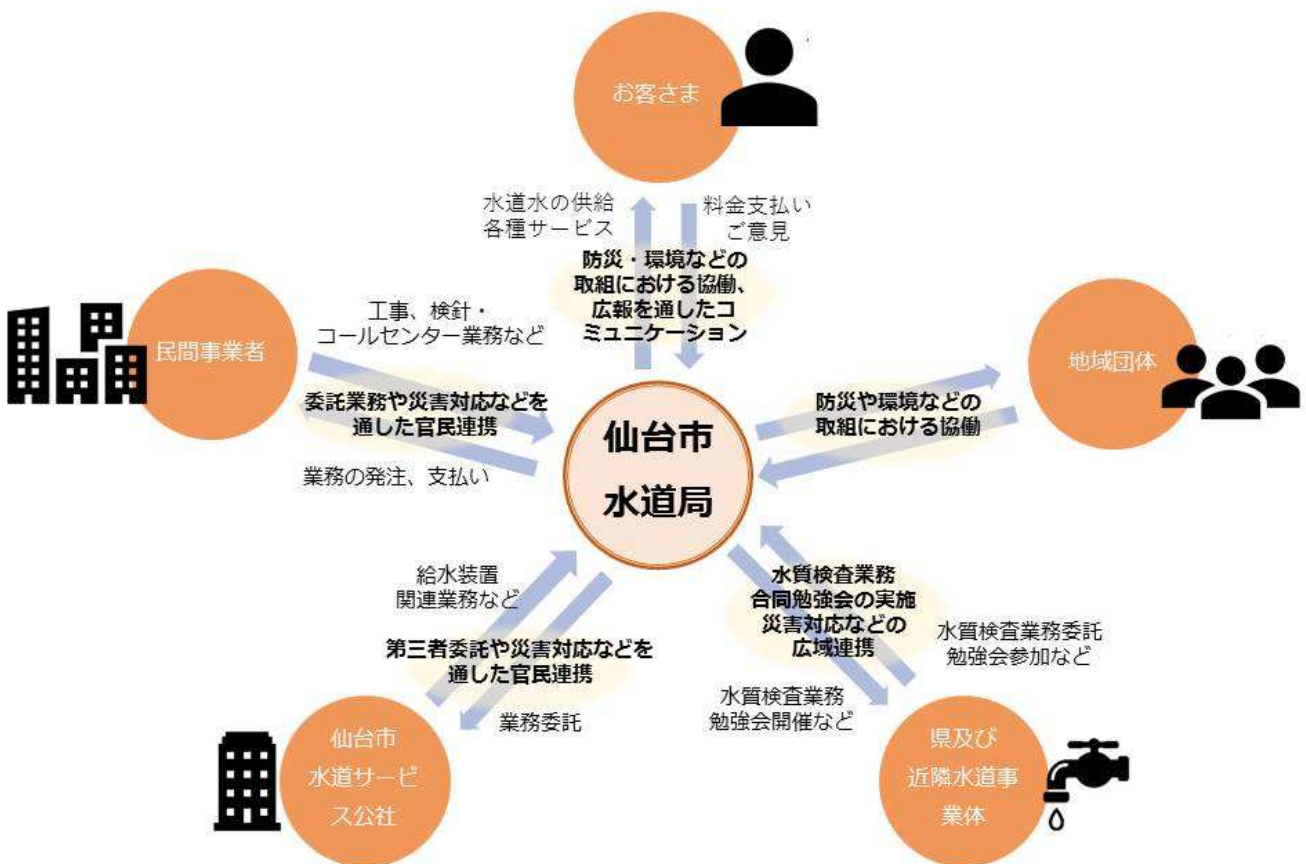 お客さま
水道水の供給
各種サービス
料金支払い
ご意見
防災・環境などの
取組における協働、
広報を通したコ
ミュニケーション
民間事業者
工事、検針・
コールセンター業務など
委託業務や災害対応などを
通した官民連携
業務の発注、支払い
地域団体
防災や環境などの
取組における協働
仙台市
水道局
給水装置
関連業務など
第三者委託や災害対応などを
通した官民連携
業務委託
仙台市
水道サービ
ス公社
水質検査業務
合同勉強会の実施
災害対応などの
広域連携
水質検査業務委託
勉強会参加など
水質検査業務
勉強会開催など
県及び
近隣水道事
業体